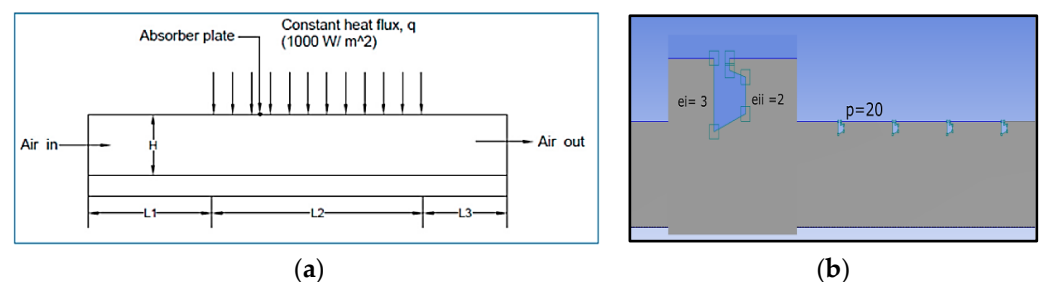 Constant heat flux, q
(1000 W/ m^2)
Absorber plate
Air in
H
Air out
L1
L2
L3
(a)
ei= 3
eii =2
p=20
(b)